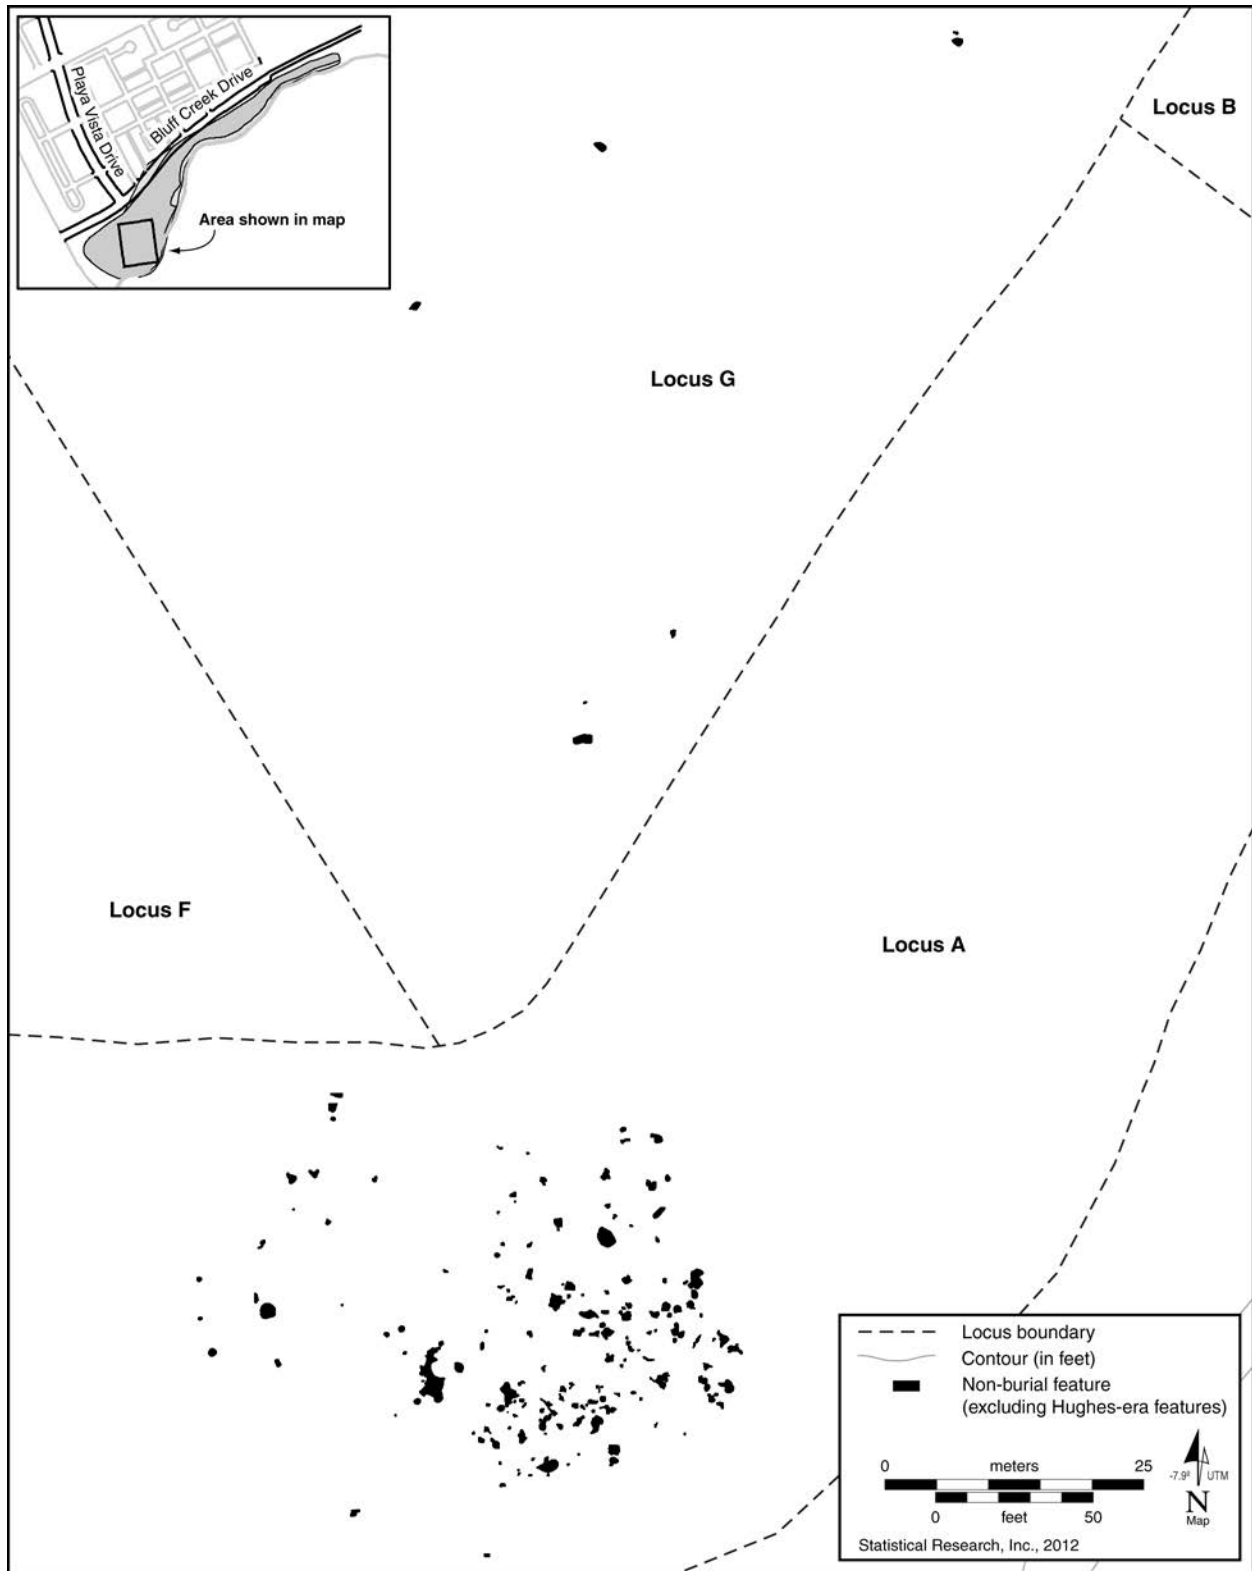 Playa Vista Drive
Bluff Creek Drive
Area shown in map
Locus B
Locus G
Locus F
Locus A
Locus boundary
Contour (in feet)
Non-burial feature
(excluding Hughes-era features)
0 meters 25
0 feet 50
-7.9º UTM
N
Map
Statistical Research, Inc., 2012